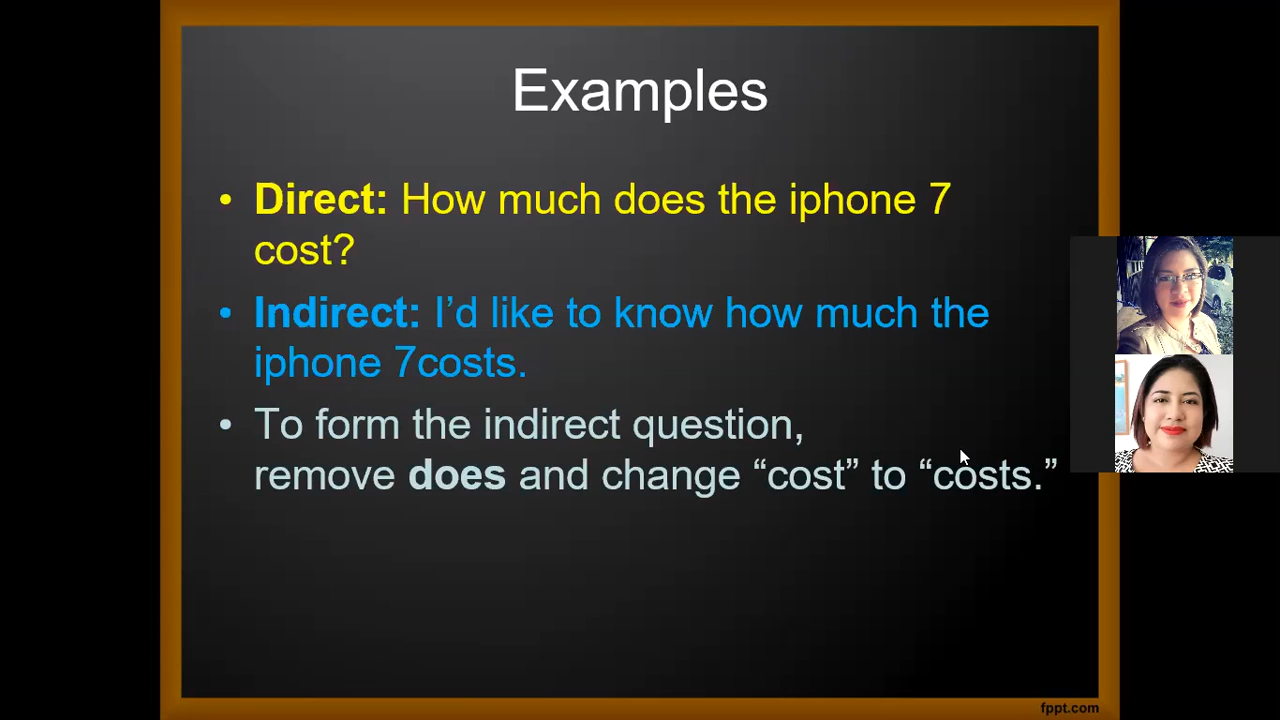 Examples
• Direct: How much does the iphone 7
cost?
• Indirect: I’d like to know how much the
iphone 7costs.
• To form the indirect question,
remove does and change “cost” to “costs.”
fppt.com